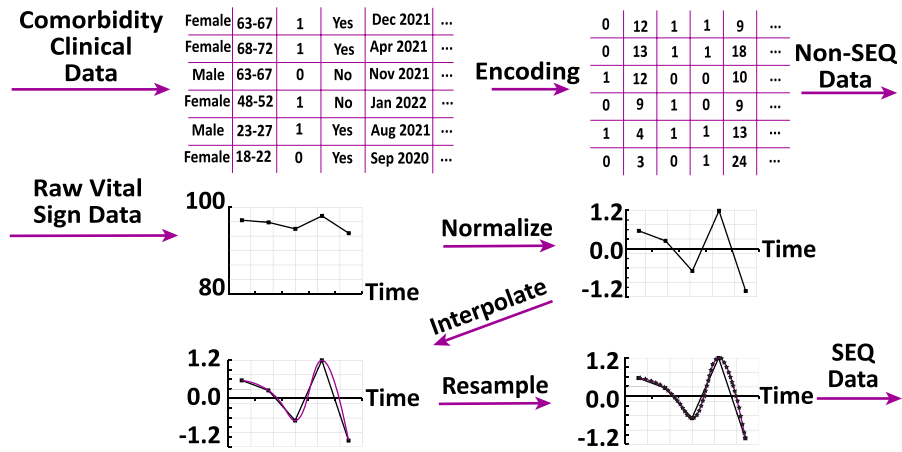 Comorbidity
Clinical
Data
Female 63-67 1 Yes Dec 2021 ...
Female 68-72 1 Yes Apr 2021 ...
Male 63-67 0 No Nov 2021 ...
Female 48-52 1 No Jan 2022 ...
Male 23-27 1 Yes Aug 2021 ...
Female 18-22 0 Yes Sep 2020 ...
Encoding
0 12 1 1 9 ...
0 13 1 1 18 ...
1 12 0 0 10 ...
0 9 1 0 9 ...
1 4 1 1 13 ...
0 3 0 1 24 ...
Non-SEQ
Data
Raw Vital
Sign Data
100
80
Time
Normalize
1.2
0.0
-1.2
Time
Interpolate
1.2
0.0
-1.2
Time
Resample
1.2
0.0
-1.2
Time
SEQ
Data